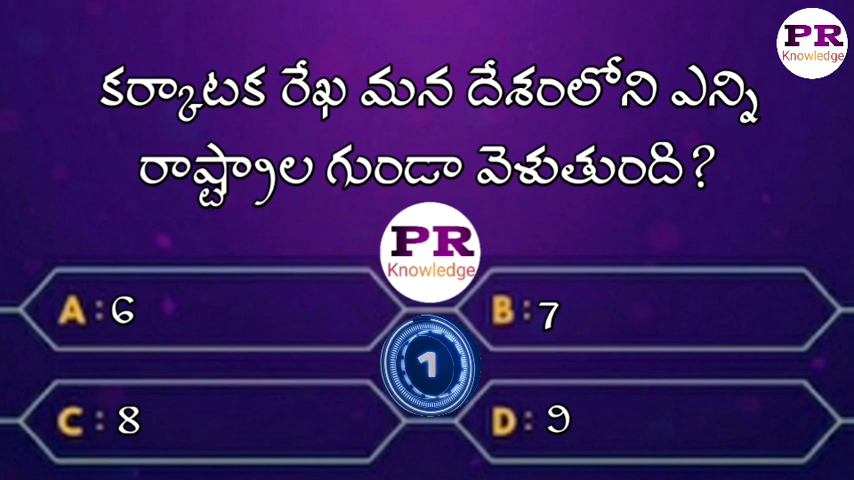 PR
Knowledge
కర్కాటక రేఖ మన దేశంలోని ఎన్ని
రాష్ట్రాల గుండా వెళుతుంది?
PR
Knowledge
A : 6
B : 7
1
C : 8
D : 9